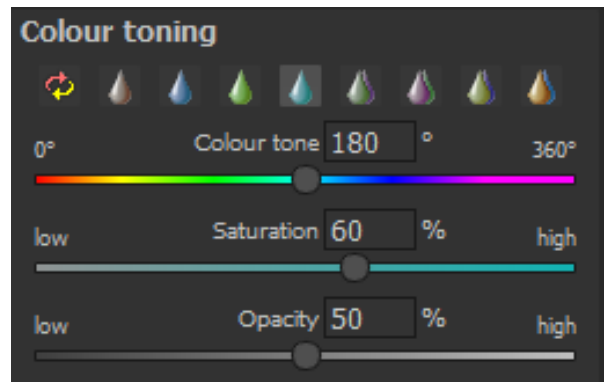 Colour toning
0° Colour tone 180 ° 360°
low Saturation 60 % high
low Opacity 50 % high